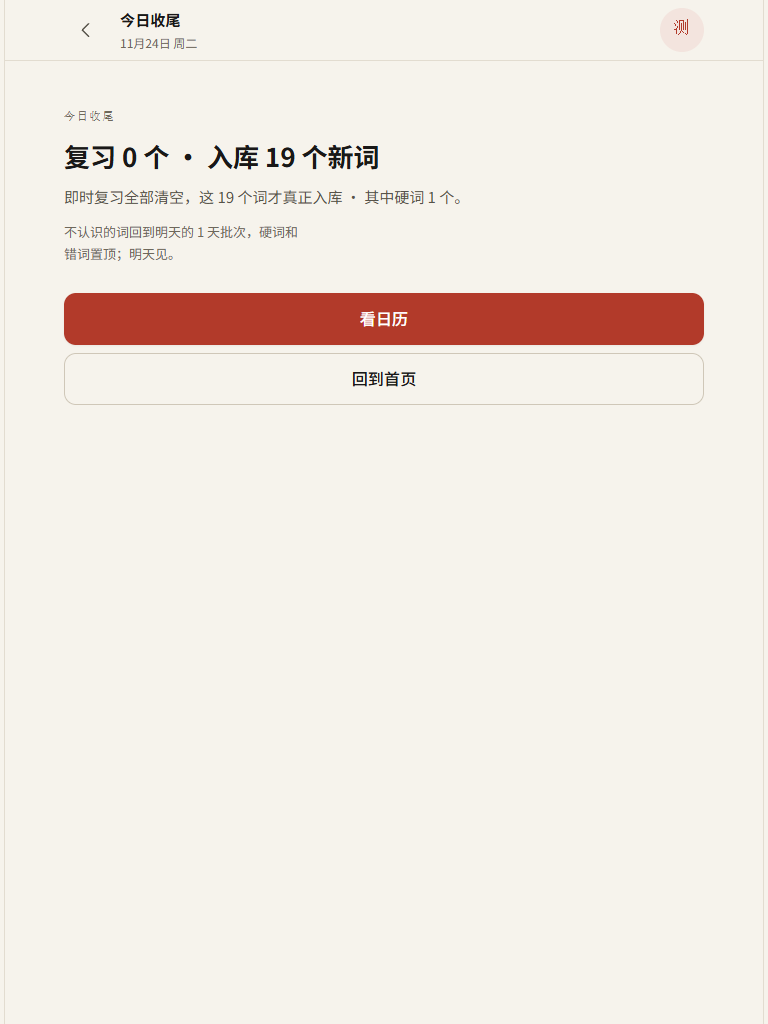 今日收尾
11月24日 周二
测
今日收尾
复习 0 个 · 入库 19 个新词
即时复习全部清空，这 19 个词才真正入库 · 其中硬词 1 个。
不认识的词回到明天的 1 天批次，硬词和
错词置顶；明天见。
看日历
回到首页